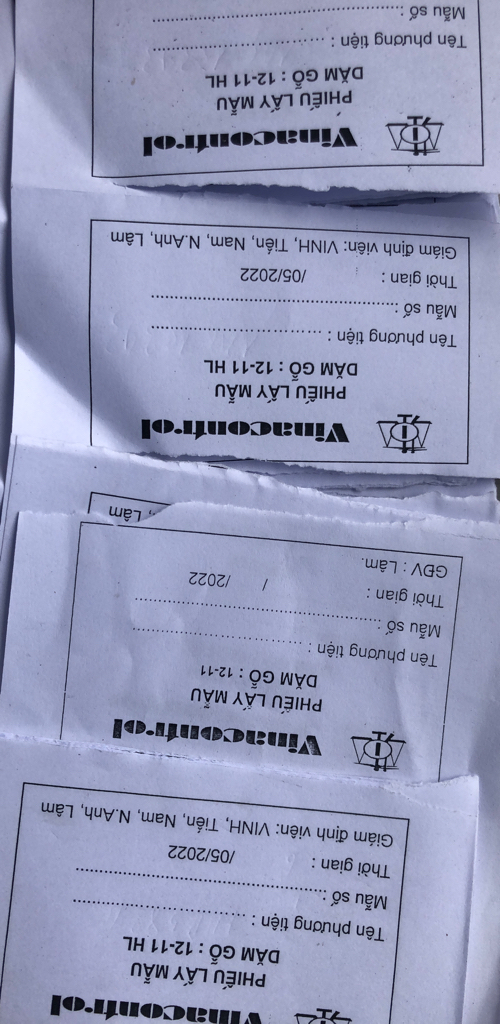 Vinacontrol
PHIẾU LẤY MẪU
DĂM GỖ : 12-11 HL
Tên phương tiện : ........................
Mẫu số : ........................................
Thời gian : /05/2022
Giám định viên: VINH, Tiến, Nam, N.Anh, Lâm
Vinacontrol
PHIẾU LẤY MẪU
DĂM GỖ : 12-11
Tên phương tiện : ........................
Mẫu số : ........................................
Thời gian : / /2022
GĐV : Lâm.
Lâm
Vinacontrol
PHIẾU LẤY MẪU
DĂM GỖ : 12-11 HL
Tên phương tiện : ........................
Mẫu số : ........................................
Thời gian : /05/2022
Giám định viên: VINH, Tiến, Nam, N.Anh, Lâm
Vinacontrol
PHIẾU LẤY MẪU
DĂM GỖ : 12-11 HL
Tên phương tiện : ........................
Mẫu số :